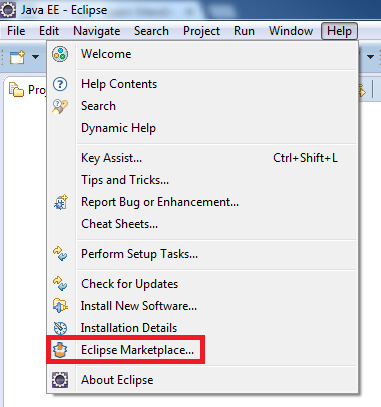 Java EE - Eclipse
File Edit Navigate Search Project Run Window Help
Welcome
Help Contents
Search
Dynamic Help
Key Assist... Ctrl+Shift+L
Tips and Tricks...
Report Bug or Enhancement...
Cheat Sheets...
Perform Setup Tasks...
Check for Updates
Install New Software...
Installation Details
Eclipse Marketplace...
About Eclipse